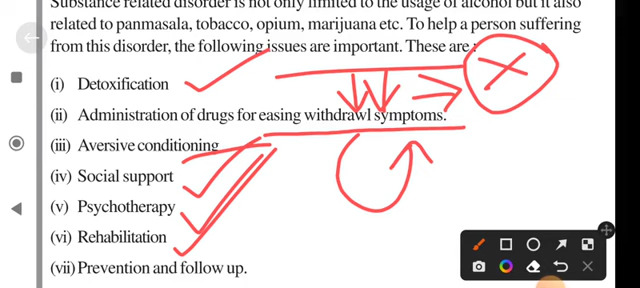 Substance related disorder is not only limited to the usage of alcohol but it also
related to panmasala, tobacco, opium, marijuana etc. To help a person suffering
from this disorder, the following issues are important. These are :
(i) Detoxification
(ii) Administration of drugs for easing withdrawl symptoms.
(iii) Aversive conditioning
(iv) Social support
(v) Psychotherapy
(vi) Rehabilitation
(vii) Prevention and follow up.